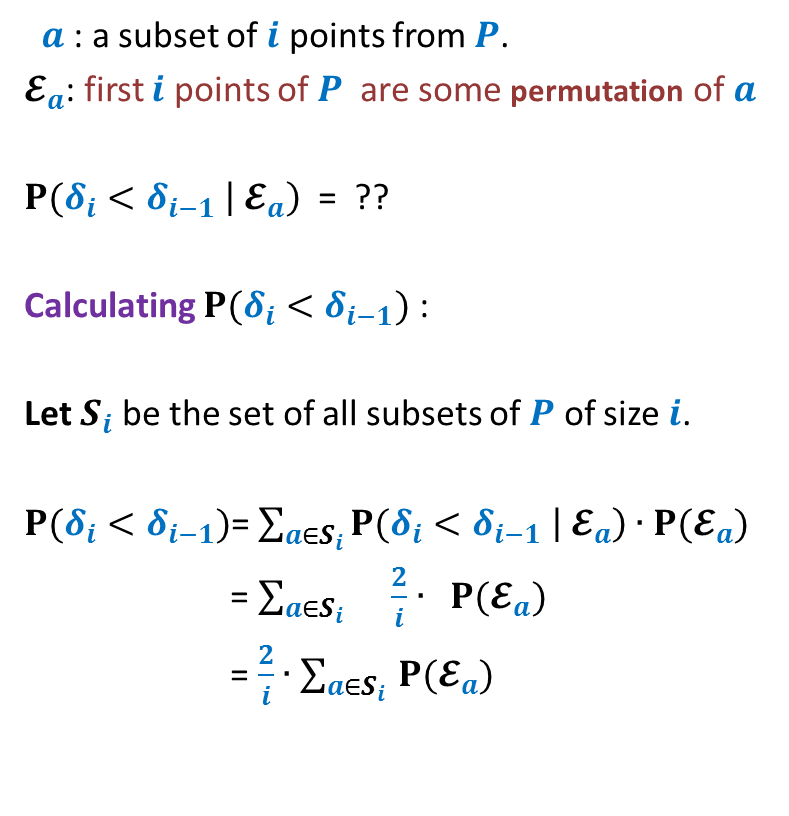 a : a subset of i points from P.
ℰₐ: first i points of P are some permutation of a
P(δᵢ < δᵢ₋₁ | ℰₐ) = ??
Calculating P(δᵢ < δᵢ₋₁) :
Let Sᵢ be the set of all subsets of P of size i.
P(δᵢ < δᵢ₋₁)= ∑_{a∈Sᵢ} P(δᵢ < δᵢ₋₁ | ℰₐ) · P(ℰₐ)
= ∑_{a∈Sᵢ} 2/i · P(ℰₐ)
= 2/i · ∑_{a∈Sᵢ} P(ℰₐ)